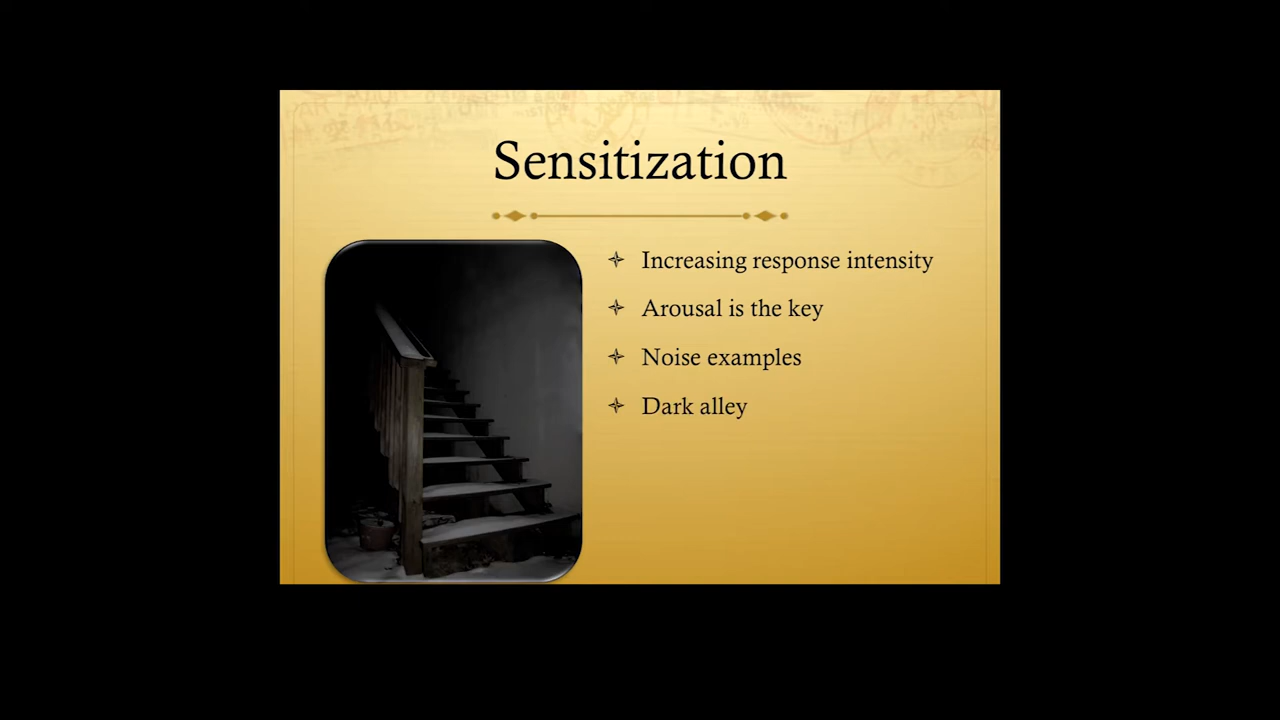 Sensitization
Increasing response intensity
Arousal is the key
Noise examples
Dark alley